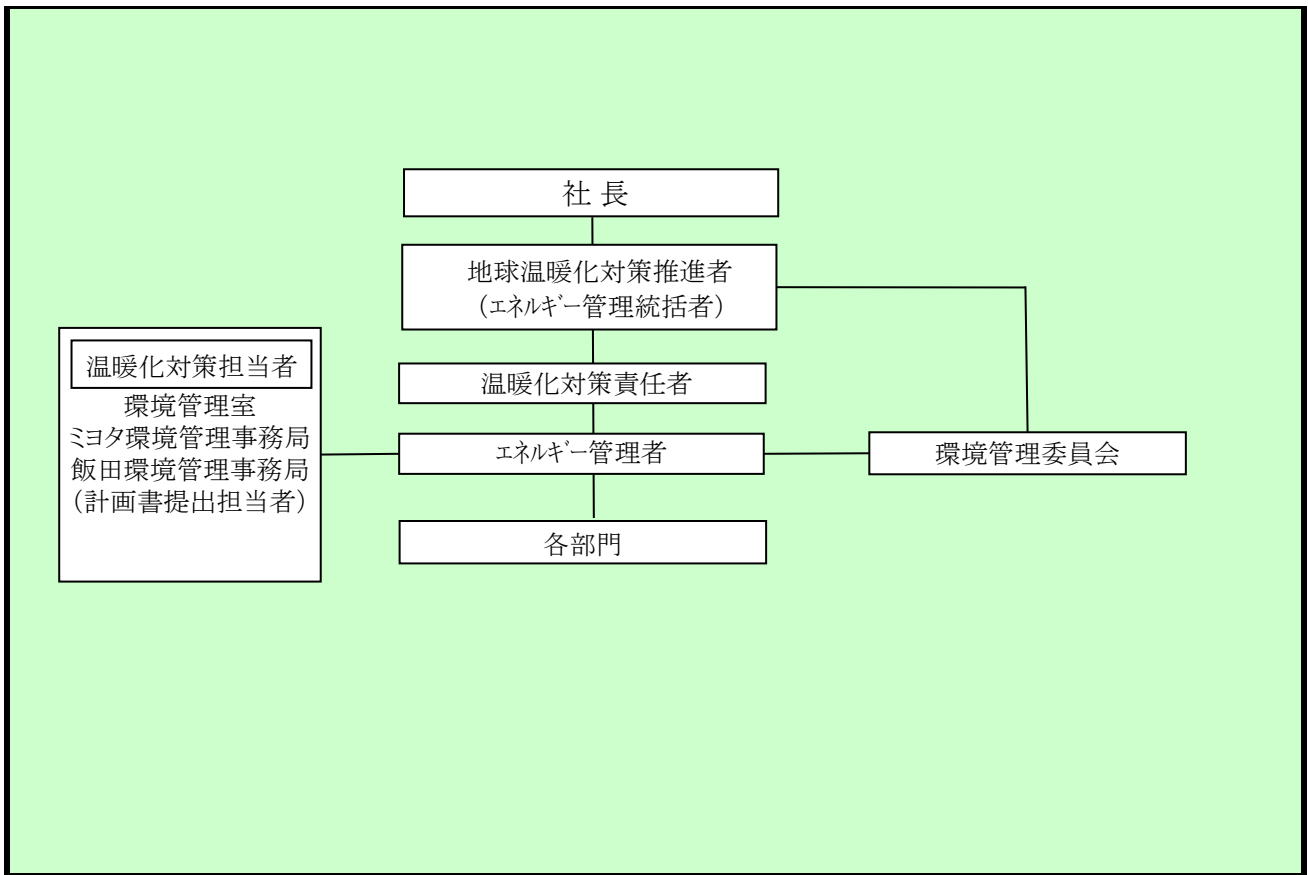 社 長
地球温暖化対策推進者
（エネルギー管理統括者）
温暖化対策責任者
温暖化対策担当者
環境管理室
ミヨタ環境管理事務局
飯田環境管理事務局
（計画書提出担当者）
エネルギー管理者
環境管理委員会
各部門